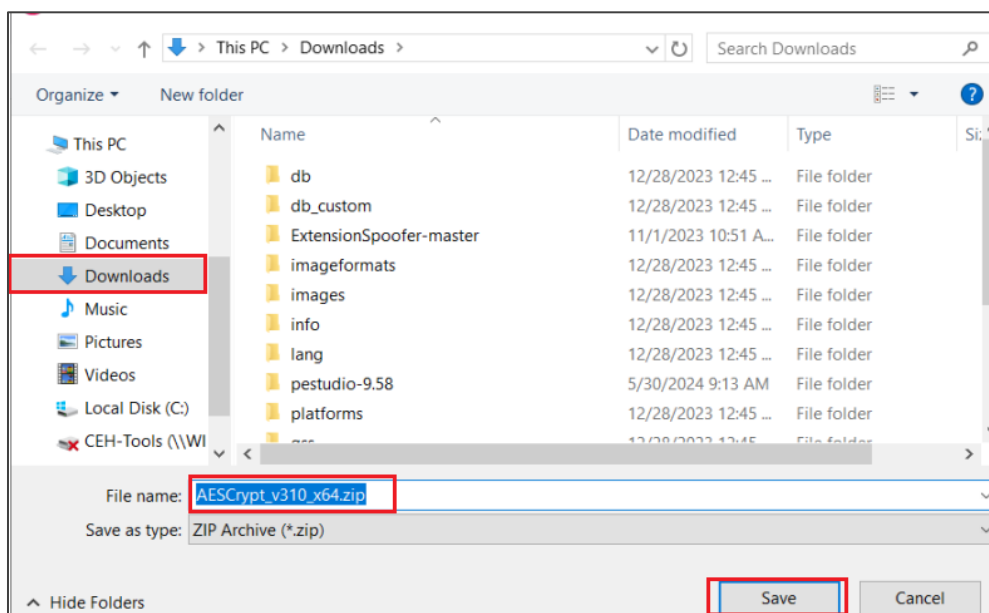 This PC > Downloads >
Search Downloads
Organize
New folder
Name
Date modified
Type
This PC
3D Objects
Desktop
Documents
Downloads
Music
Pictures
Videos
Local Disk (C:)
CEH-Tools (\\WI
db 12/28/2023 12:45 ... File folder
db_custom 12/28/2023 12:45 ... File folder
ExtensionSpoofer-master 11/1/2023 10:51 A... File folder
imageformats 12/28/2023 12:45 ... File folder
images 12/28/2023 12:45 ... File folder
info 12/28/2023 12:45 ... File folder
lang 12/28/2023 12:45 ... File folder
pestudio-9.58 5/30/2024 9:13 AM File folder
platforms 12/28/2023 12:45 ... File folder
File name: AESCrypt_v310_x64.zip
Save as type: ZIP Archive (*.zip)
Hide Folders
Save
Cancel